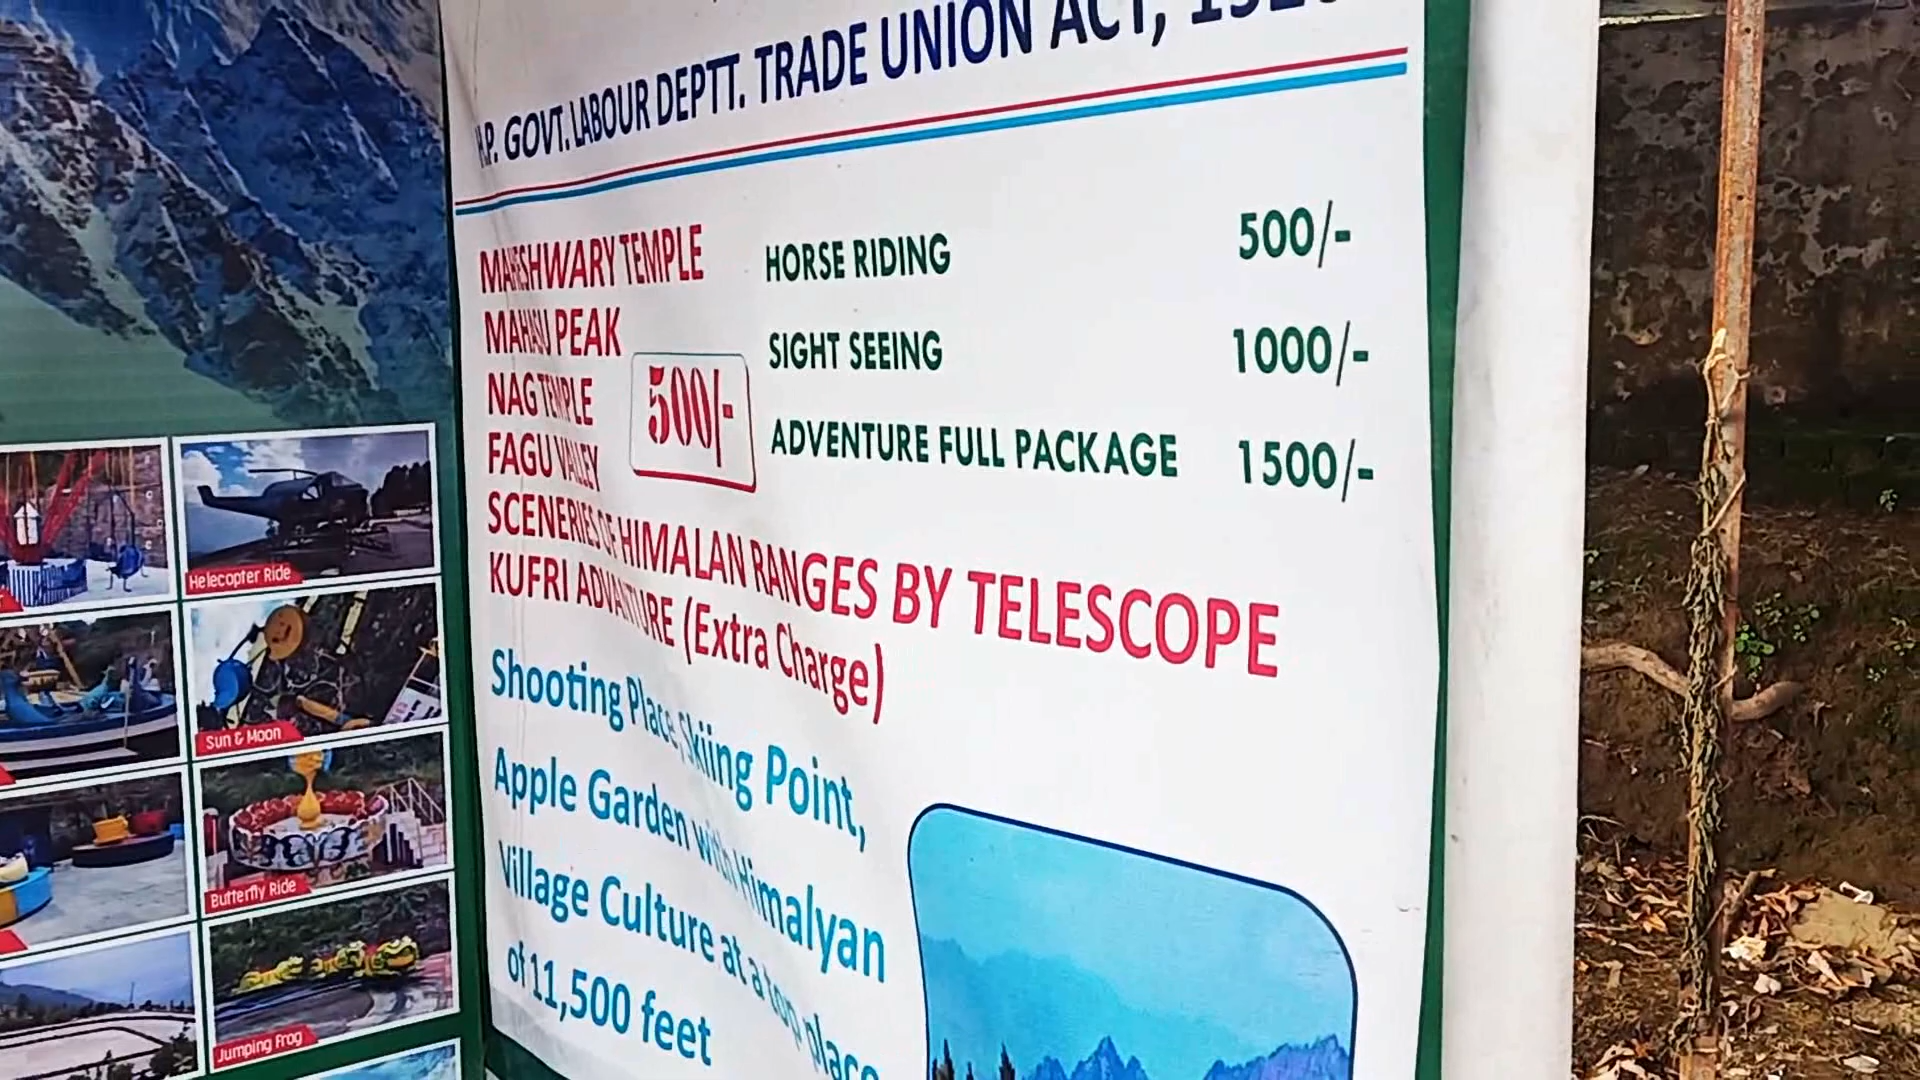 H.P. GOVT. LABOUR DEPTT. TRADE UNION ACT,
MAHESHWARY TEMPLE
MAHAU PEAK
NAG TEMPLE
FAGU VALLEY
500/-
SCENERIES OF HIMALAN RANGES BY TELESCOPE
KUFRI ADVANTURE (Extra Charge)
HORSE RIDING 500/-
SIGHT SEEING 1000/-
ADVENTURE FULL PACKAGE 1500/-
Shooting Place, Skiing Point,
Apple Garden with Himalyan
Village Culture at a top place
of 11,500 feet
Helecopter Ride
Sun & Moon
Butterfly Ride
Jumping Frog